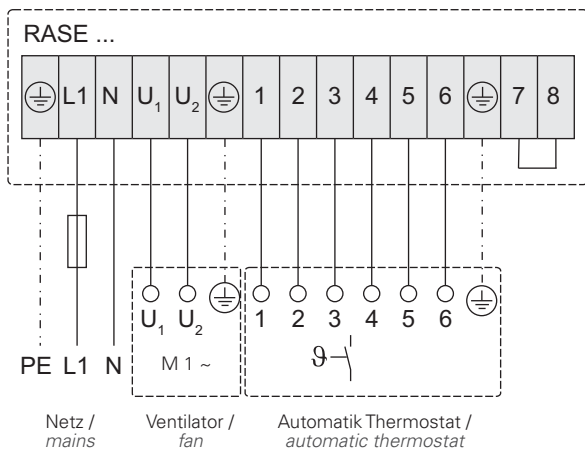 RASE ...
L1 N U1 U2 1 2 3 4 5 6 7 8
U1 U2 1 2 3 4 5 6
PE L1 N M 1 ~ ϑ
Netz / Ventilator / Automatik Thermostat /
mains fan automatic thermostat